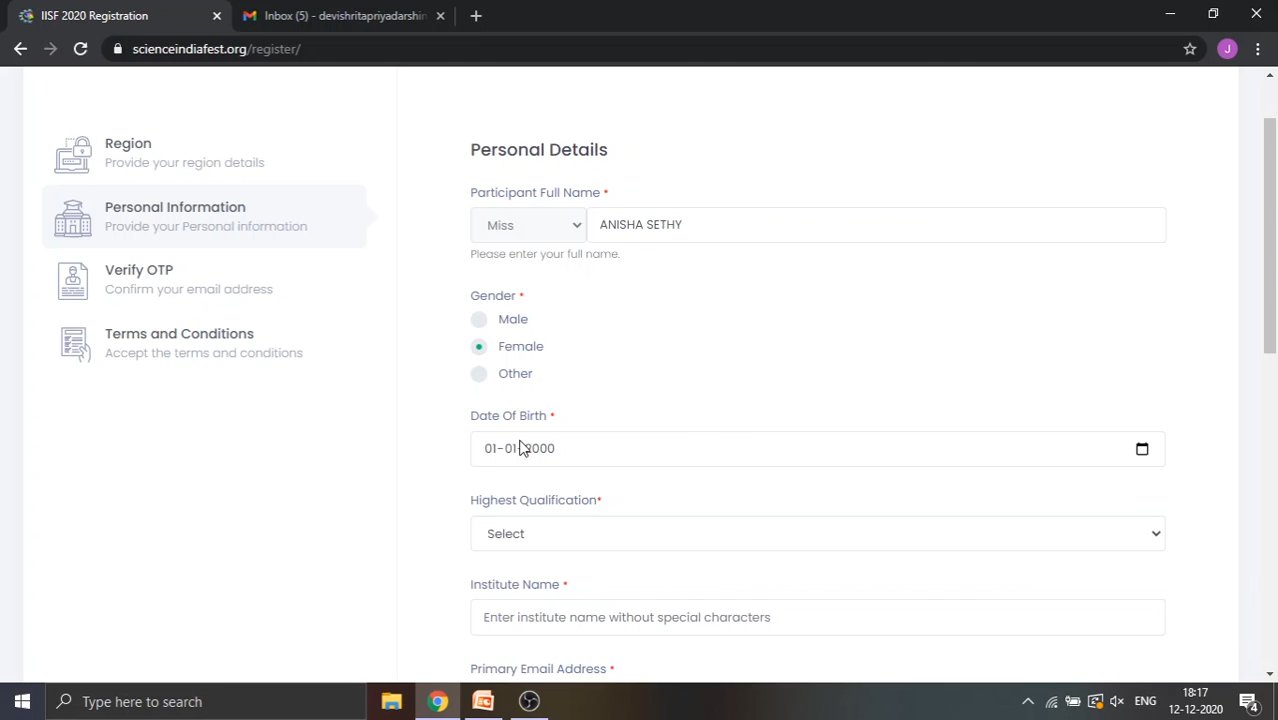 IISF 2020 Registration
Inbox (5) - devishritapriyadarshin
scienceindiafest.org/register/
J
Region
Provide your region details
Personal Information
Provide your Personal information
Verify OTP
Confirm your email address
Terms and Conditions
Accept the terms and conditions
Personal Details
Participant Full Name *
Miss
ANISHA SETHY
Please enter your full name.
Gender *
Male
Female
Other
Date Of Birth *
01-01-2000
Highest Qualification*
Select
Institute Name *
Enter institute name without special characters
Primary Email Address *
Type here to search
ENG
18:17
12-12-2020
4